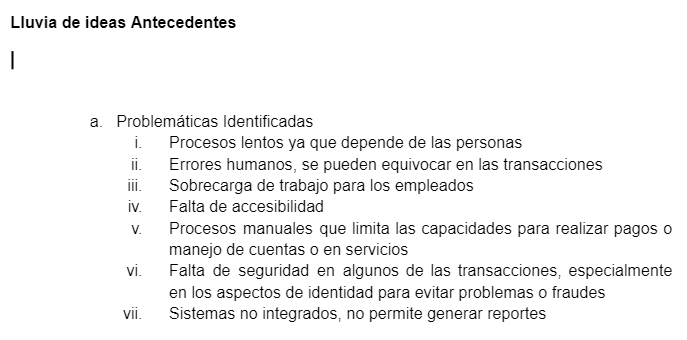 Lluvia de ideas Antecedentes
a. Problemáticas Identificadas
i. Procesos lentos ya que depende de las personas
ii. Errores humanos, se pueden equivocar en las transacciones
iii. Sobrecarga de trabajo para los empleados
iv. Falta de accesibilidad
v. Procesos manuales que limita las capacidades para realizar pagos o
manejo de cuentas o en servicios
vi. Falta de seguridad en algunos de las transacciones, especialmente
en los aspectos de identidad para evitar problemas o fraudes
vii. Sistemas no integrados, no permite generar reportes